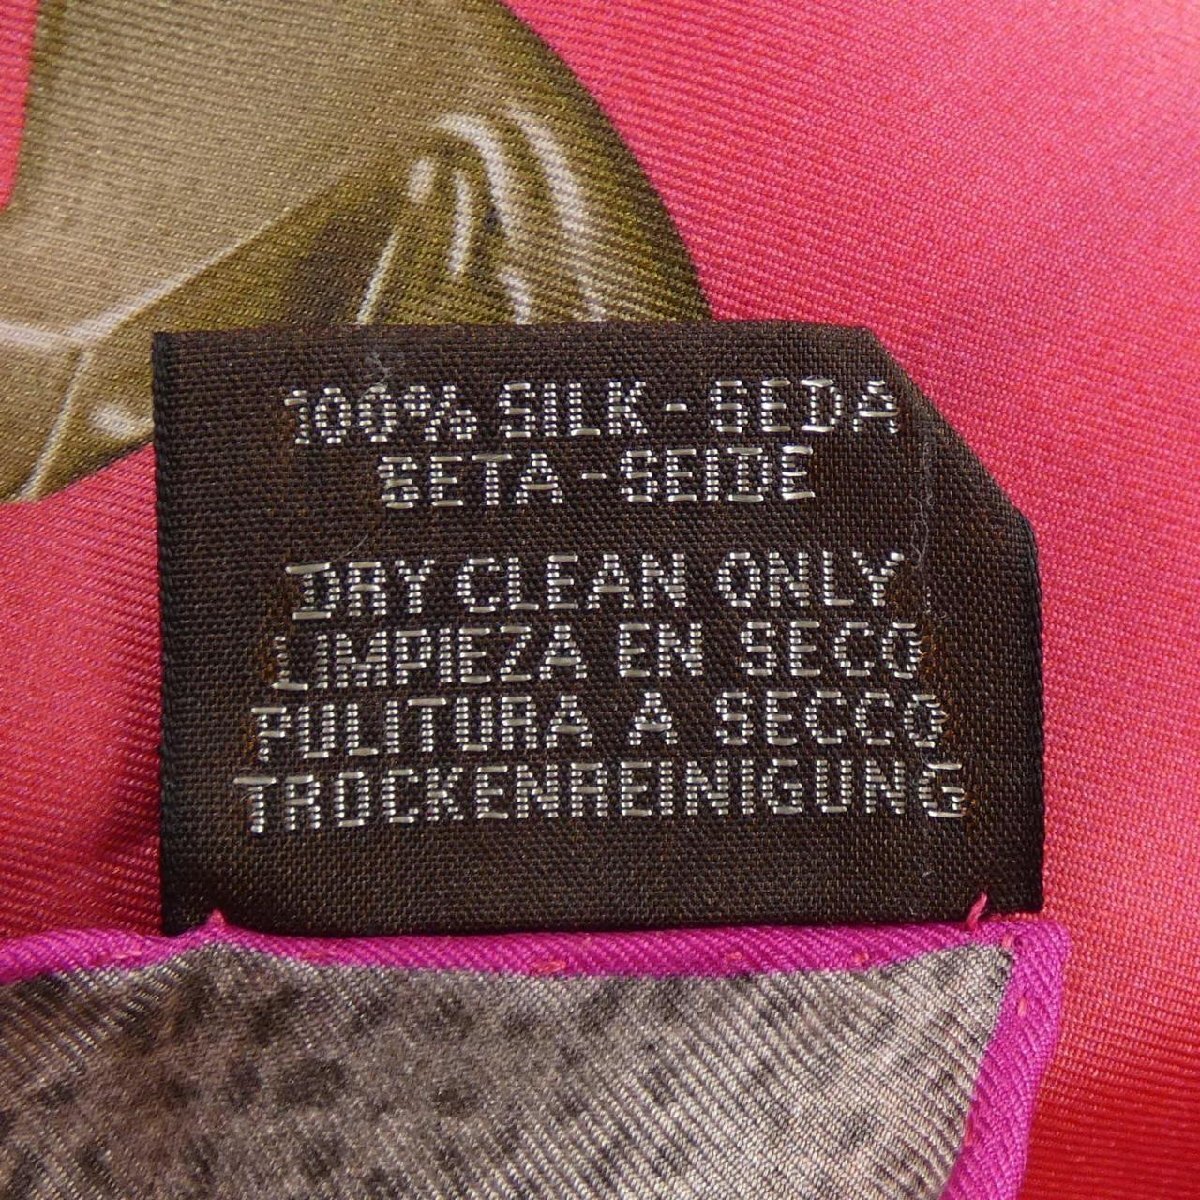 100% SILK - SEDA
SETA - SEIDE
DRY CLEAN ONLY
LIMPIEZA EN SECO
PULITURA A SECCO
TROCKENREINIGUNG